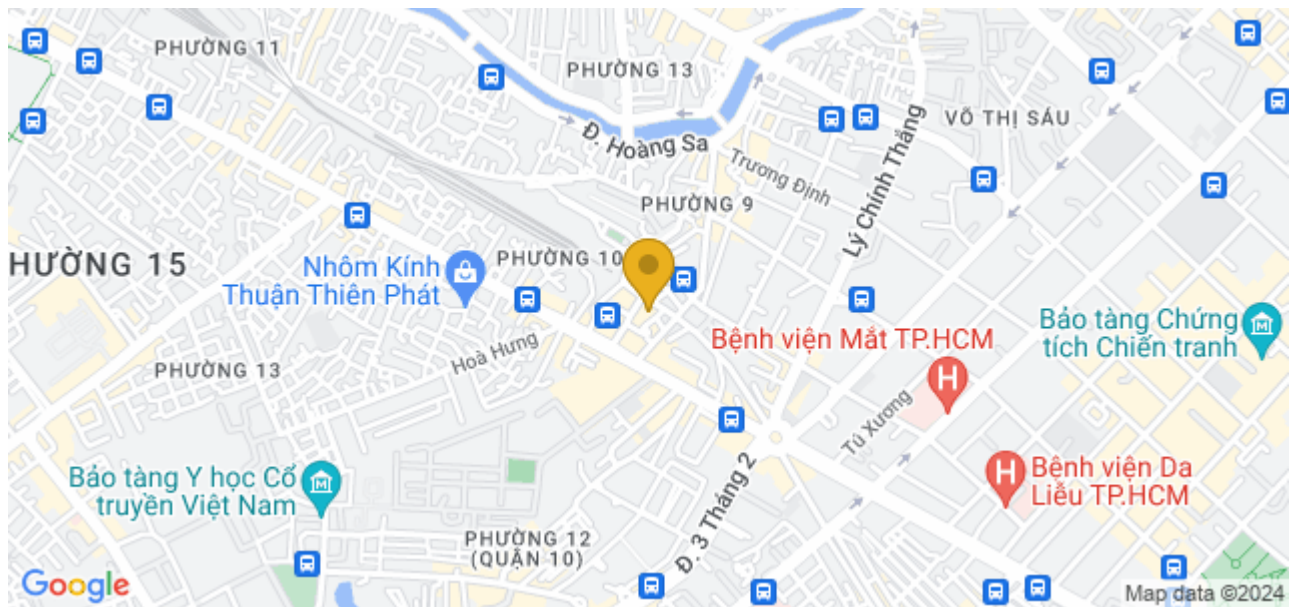 PHƯỜNG 11
PHƯỜNG 13
Đ. Hoàng Sa
VÕ THỊ SÁU
Trương Định
Lý Chính Thắng
PHƯỜNG 9
PHƯỜNG 10
HƯỜNG 15
Nhôm Kính
Thuận Thiên Phát
Hoà Hưng
Bệnh viện Mắt TP.HCM
Bảo tàng Chứng
tích Chiến tranh
PHƯỜNG 13
Tú Xương
Bảo tàng Y học Cổ
truyền Việt Nam
Đ. 3 Tháng 2
Bệnh viện Da
Liễu TP.HCM
PHƯỜNG 12
(QUẬN 10)
Google
Map data ©2024